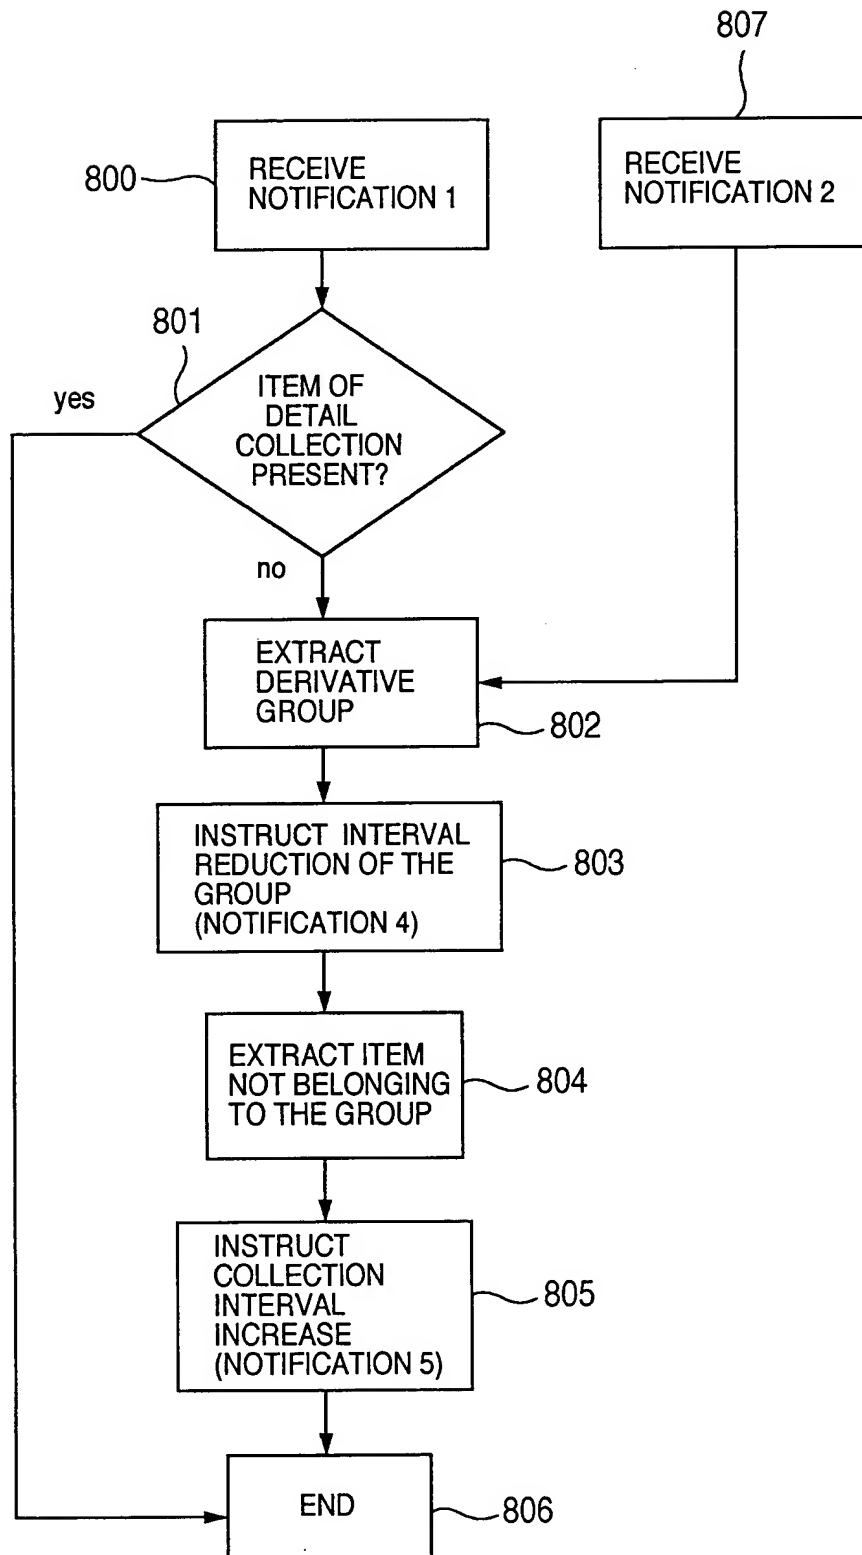 807
800
RECEIVE
NOTIFICATION 1
RECEIVE
NOTIFICATION 2
801
yes
ITEM OF
DETAIL
COLLECTION
PRESENT?
no
EXTRACT
DERIVATIVE
GROUP
802
INSTRUCT INTERVAL
REDUCTION OF THE
GROUP
(NOTIFICATION 4)
803
EXTRACT ITEM
NOT BELONGING
TO THE GROUP
804
INSTRUCT
COLLECTION
INTERVAL
INCREASE
(NOTIFICATION 5)
805
END
806